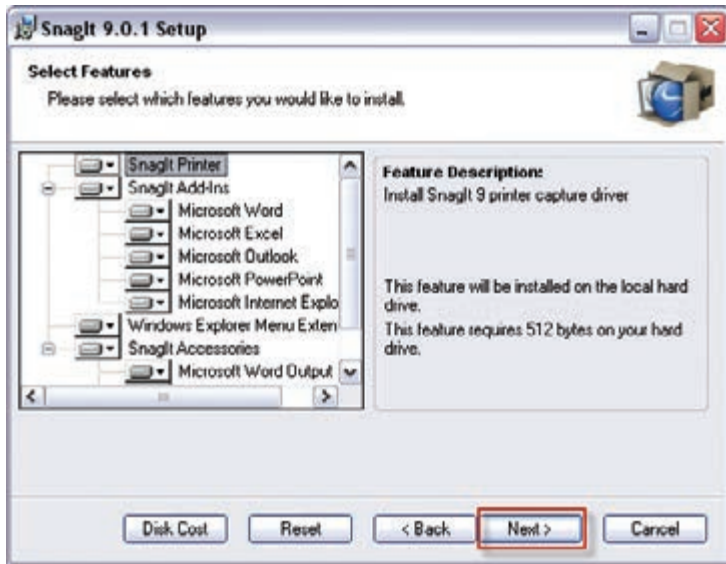 SnagIt 9.0.1 Setup
Select Features
Please select which features you would like to install.
SnagIt Printer
SnagIt Add-Ins
Microsoft Word
Microsoft Excel
Microsoft Outlook
Microsoft PowerPoint
Microsoft Internet Explo
Windows Explorer Menu Exten
SnagIt Accessories
Microsoft Word Output
Feature Description:
Install SnagIt 9 printer capture driver
This feature will be installed on the local hard
drive.
This feature requires 512 bytes on your hard
drive.
Disk Cost Reset < Back Next > Cancel